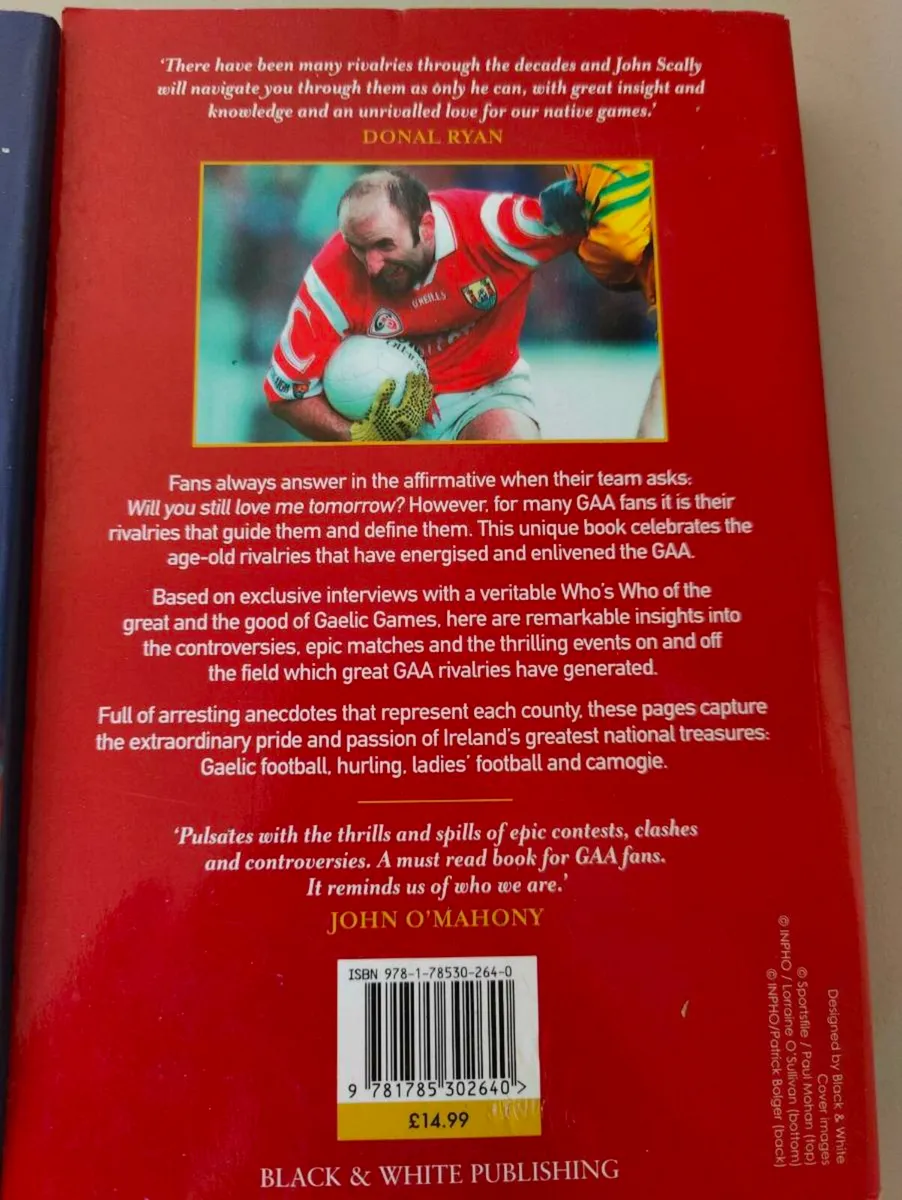 ‘There have been many rivalries through the decades and John Scally
will navigate you through them as only he can, with great insight and
knowledge and an unrivalled love for our native games.’
DONAL RYAN
O'NEILLS
Fans always answer in the affirmative when their team asks:
Will you still love me tomorrow? However, for many GAA fans it is their
rivalries that guide them and define them. This unique book celebrates the
age-old rivalries that have energised and enlivened the GAA.
Based on exclusive interviews with a veritable Who's Who of the
great and the good of Gaelic Games, here are remarkable insights into
the controversies, epic matches and the thrilling events on and off
the field which great GAA rivalries have generated.
Full of arresting anecdotes that represent each county, these pages capture
the extraordinary pride and passion of Ireland's greatest national treasures:
Gaelic football, hurling, ladies' football and camogie.
‘Pulsates with the thrills and spills of epic contests, clashes
and controversies. A must read book for GAA fans.
It reminds us of who we are.’
JOHN O'MAHONY
ISBN 978-1-78530-264-0
9 781785 302640 >
£14.99
BLACK & WHITE PUBLISHING
Designed by Black & White
Cover images
© Sportsfile / Paul Mohan (top)
© INPHO / Lorraine O'Sullivan (bottom)
© INPHO/Patrick Bolger (back)